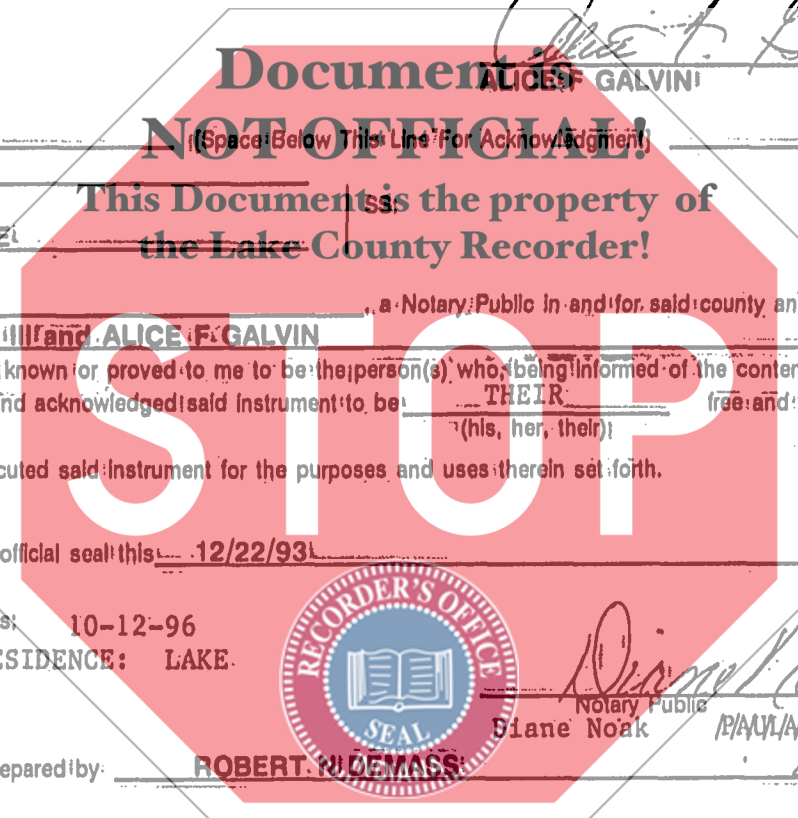 Document is
ALICE F GALVIN
NOT OFFICIAL!
(Space Below This Line For Acknowledgment)
This Document is the property of
SS:
the Lake County Recorder!
, a Notary Public in and for said county an
III and ALICE F. GALVIN
known or proved to me to be the person(s) who, being informed of the conten
nd acknowledged said instrument to be THEIR free and
(his, her, their)
cuted said instrument for the purposes and uses therein set forth.
STOP
official seal this 12/22/93
RECORDER'S OFFICE
s: 10-12-96
ESIDENCE: LAKE
SEAL
Notary Public
Diane Noak
epared by: ROBERT DEMASS